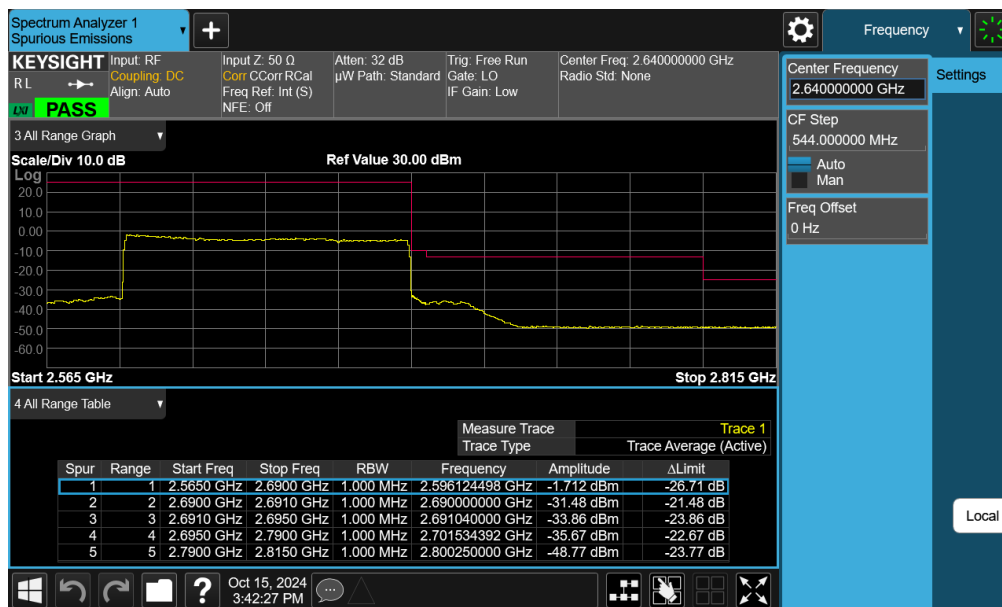 Spectrum Analyzer 1
Spurious Emissions
Frequency
KEYSIGHT
R L
LXI
PASS
Input: RF
Coupling: DC
Align: Auto
Input Z: 50 Ω
Corr CCorr RCal
Freq Ref: Int (S)
NFE: Off
Atten: 32 dB
µW Path: Standard
Trig: Free Run
Gate: LO
IF Gain: Low
Center Freq: 2.640000000 GHz
Radio Std: None
Center Frequency
2.640000000 GHz
Settings
CF Step
544.000000 MHz
Auto
Man
Freq Offset
0 Hz
3 All Range Graph
Scale/Div 10.0 dB
Ref Value 30.00 dBm
Log
20.0
10.0
0.00
-10.0
-20.0
-30.0
-40.0
-50.0
-60.0
Start 2.565 GHz
Stop 2.815 GHz
4 All Range Table
Measure Trace Trace 1
Trace Type Trace Average (Active)
Spur Range Start Freq Stop Freq RBW Frequency Amplitude ΔLimit
1 1 2.5650 GHz 2.6900 GHz 1.000 MHz 2.596124498 GHz -1.712 dBm -26.71 dB
2 2 2.6900 GHz 2.6910 GHz 1.000 MHz 2.690000000 GHz -31.48 dBm -21.48 dB
3 3 2.6910 GHz 2.6950 GHz 1.000 MHz 2.691040000 GHz -33.86 dBm -23.86 dB
4 4 2.6950 GHz 2.7900 GHz 1.000 MHz 2.701534392 GHz -35.67 dBm -22.67 dB
5 5 2.7900 GHz 2.8150 GHz 1.000 MHz 2.800250000 GHz -48.77 dBm -23.77 dB
Local
?
Oct 15, 2024
3:42:27 PM